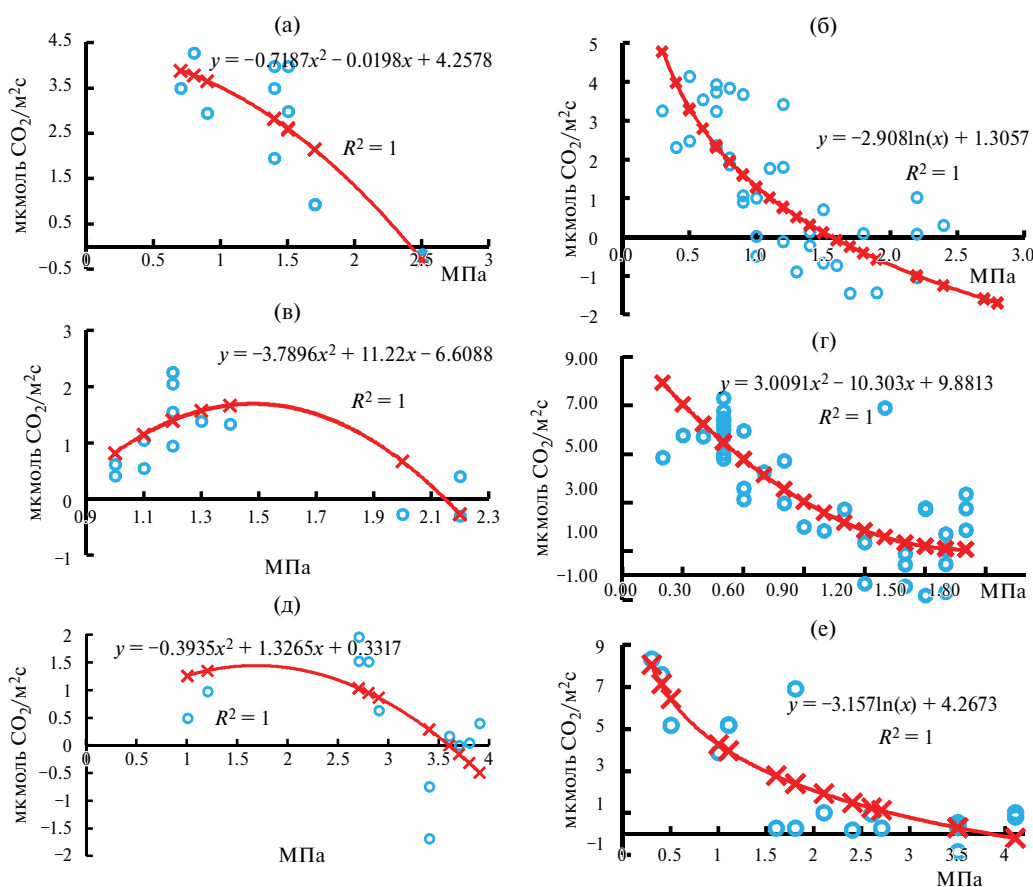 (а)
мкмоль CO₂/м²с
4.5
3.5
2.5
1.5
0.5
−0.5
0
0.5
1
1.5
2
2.5
3
y = −0.7187x² − 0.0198x + 4.2578
R² = 1
МПа
(б)
мкмоль CO₂/м²с
5
4
3
2
1
0
−1
−2
0.5
1.0
1.5
2.0
2.5
3.0
y = −2.908ln(x) + 1.3057
R² = 1
МПа
(в)
мкмоль CO₂/м²с
3
2
1
0
−1
0.9
1.1
1.3
1.5
1.7
1.9
2.1
2.3
y = −3.7896x² + 11.22x − 6.6088
R² = 1
МПа
(г)
мкмоль CO₂/м²с
9.00
7.00
5.00
3.00
1.00
−1.00
0.00
0.30
0.60
0.90
1.20
1.50
1.80
y = 3.0091x² − 10.303x + 9.8813
R² = 1
МПа
(д)
мкмоль CO₂/м²с
2
1.5
1
0.5
0
−0.5
−1
−1.5
−2
0.5
1
1.5
2
2.5
3
3.5
4
y = −0.3935x² + 1.3265x + 0.3317
R² = 1
МПа
(е)
мкмоль CO₂/м²с
9
7
5
3
1
−1
0
0.5
1
1.5
2
2.5
3
3.5
4
y = −3.157ln(x) + 4.2673
R² = 1
МПа